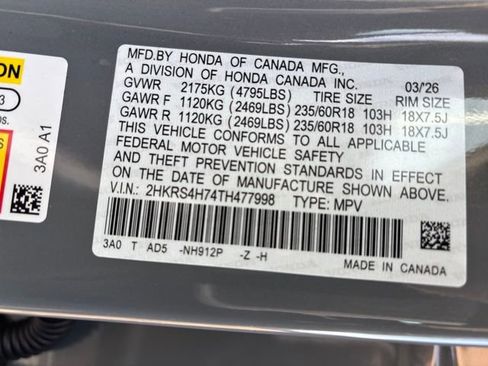 MFD.BY HONDA OF CANADA MFG.,
A DIVISION OF HONDA CANADA INC. 03/'26
GVWR 2175KG (4795LBS) TIRE SIZE RIM SIZE
GAWR F 1120KG (2469LBS) 235/60R18 103H 18X7.5J
GAWR R 1120KG (2469LBS) 235/60R18 103H 18X7.5J
THIS VEHICLE CONFORMS TO ALL APPLICABLE
FEDERAL MOTOR VEHICLE SAFETY
AND THEFT PREVENTION STANDARDS IN EFFECT
ON THE DATE OF MANUFACTURE SHOWN ABOVE.
V.I.N.: 2HKRS4H74TH477998 TYPE: MPV
3A0 T AD5 -NH912P -Z -H
MADE IN CANADA
3A0 A1